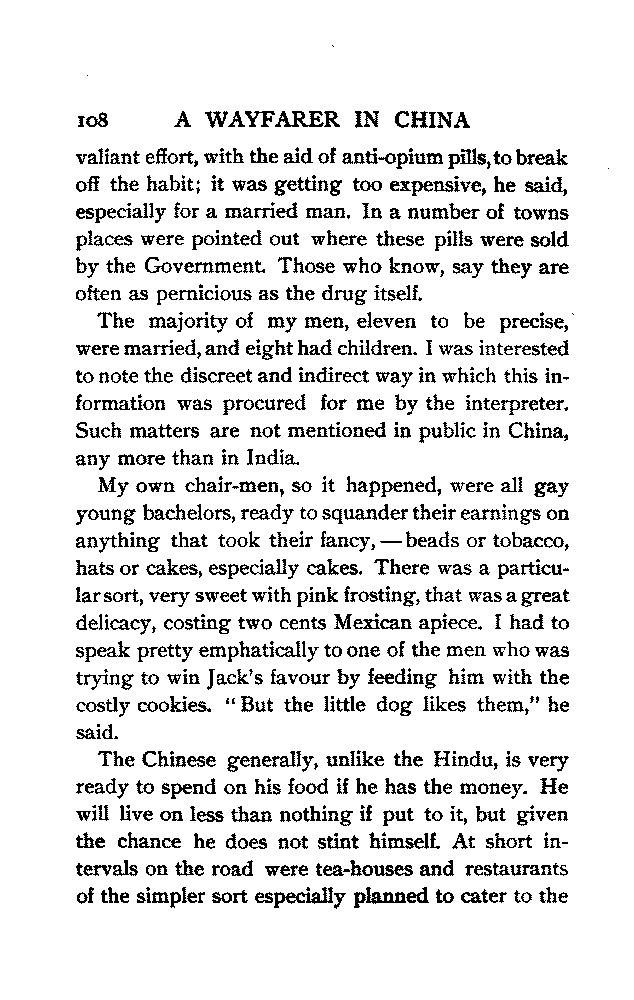 108 A WAYFARER IN CHINA
valiant effort, with the aid of anti-opium pills, to break
off the habit; it was getting too expensive, he said,
especially for a married man. In a number of towns
places were pointed out where these pills were sold
by the Government. Those who know, say they are
often as pernicious as the drug itself.
The majority of my men, eleven to be precise,
were married, and eight had children. I was interested
to note the discreet and indirect way in which this in-
formation was procured for me by the interpreter.
Such matters are not mentioned in public in China,
any more than in India.
My own chair-men, so it happened, were all gay
young bachelors, ready to squander their earnings on
anything that took their fancy, — beads or tobacco,
hats or cakes, especially cakes. There was a particu-
lar sort, very sweet with pink frosting, that was a great
delicacy, costing two cents Mexican apiece. I had to
speak pretty emphatically to one of the men who was
trying to win Jack's favour by feeding him with the
costly cookies. "But the little dog likes them," he
said.
The Chinese generally, unlike the Hindu, is very
ready to spend on his food if he has the money. He
will live on less than nothing if put to it, but given
the chance he does not stint himself. At short in-
tervals on the road were tea-houses and restaurants
of the simpler sort especially planned to cater to the